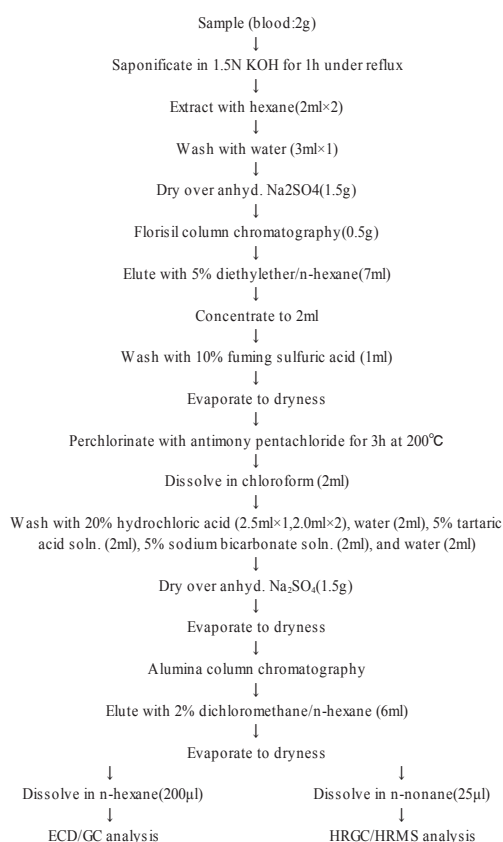 Sample (blood:2g)
↓
Saponificate in 1.5N KOH for 1h under reflux
↓
Extract with hexane(2ml×2)
↓
Wash with water (3ml×1)
↓
Dry over anhyd. Na2SO4(1.5g)
↓
Florisil column chromatography(0.5g)
↓
Elute with 5% diethylether/n-hexane(7ml)
↓
Concentrate to 2ml
↓
Wash with 10% fuming sulfuric acid (1ml)
↓
Evaporate to dryness
↓
Perchlorinate with antimony pentachloride for 3h at 200℃
↓
Dissolve in chloroform (2ml)
↓
Wash with 20% hydrochloric acid (2.5ml×1,2.0ml×2), water (2ml), 5% tartaric
acid soln. (2ml), 5% sodium bicarbonate soln. (2ml), and water (2ml)
↓
Dry over anhyd. Na₂SO₄(1.5g)
↓
Evaporate to dryness
↓
Alumina column chromatography
↓
Elute with 2% dichloromethane/n-hexane (6ml)
↓
Evaporate to dryness
↓ ↓
Dissolve in n-hexane(200μl) Dissolve in n-nonane(25μl)
↓ ↓
ECD/GC analysis HRGC/HRMS analysis